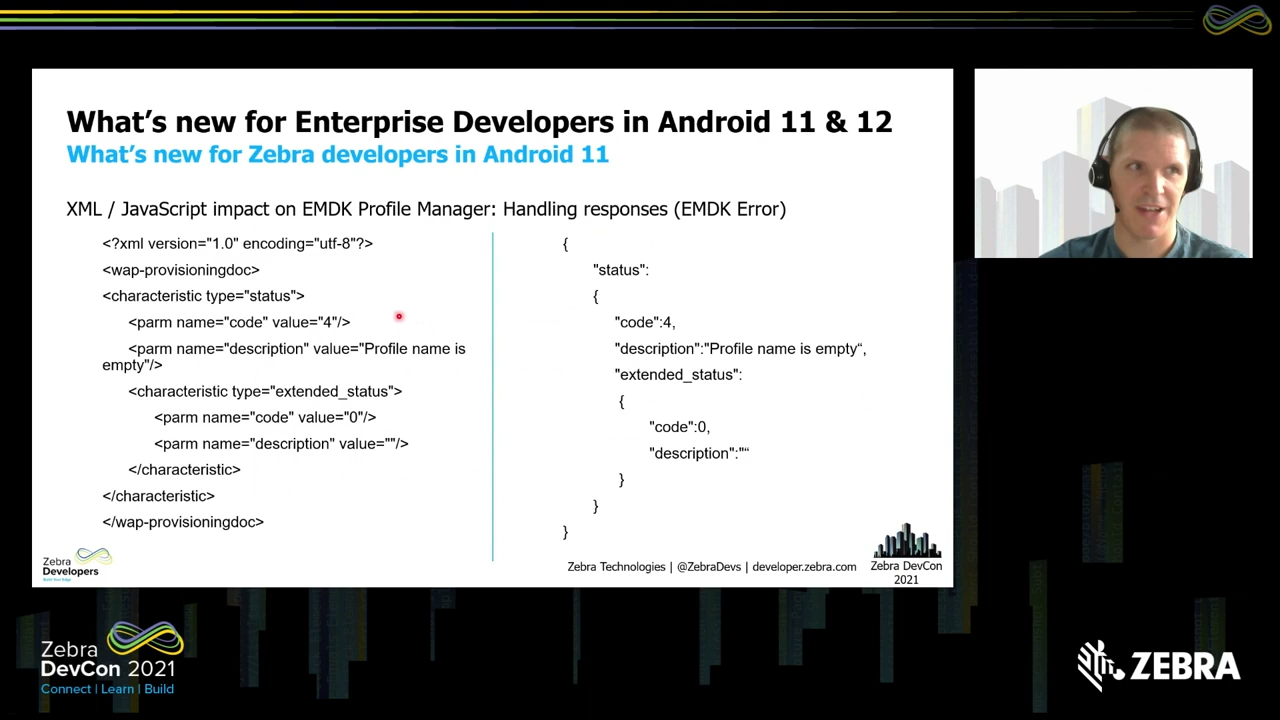 What's new for Enterprise Developers in Android 11 & 12
What's new for Zebra developers in Android 11
XML / JavaScript impact on EMDK Profile Manager: Handling responses (EMDK Error)
<?xml version="1.0" encoding="utf-8"?>
<wap-provisioningdoc>
<characteristic type="status">
<parm name="code" value="4"/>
<parm name="description" value="Profile name is
empty"/>
<characteristic type="extended_status">
<parm name="code" value="0"/>
<parm name="description" value=""/>
</characteristic>
</characteristic>
</wap-provisioningdoc>
{
"status":
{
"code":4,
"description":"Profile name is empty“,
"extended_status":
{
"code":0,
"description":"“
}
}
}
Zebra
Developers
Build Your Edge
Zebra Technologies | @ZebraDevs | developer.zebra.com
Zebra DevCon
2021
Zebra
DevCon 2021
Connect | Learn | Build
ZEBRA